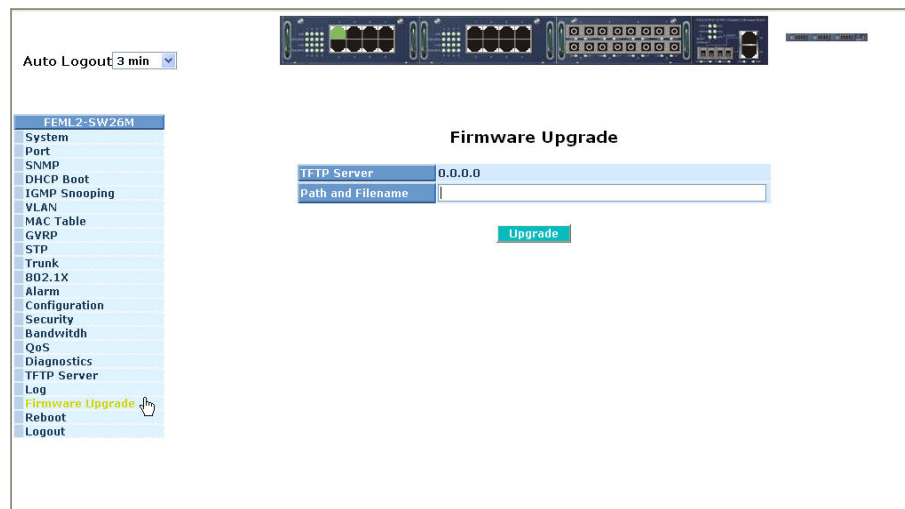 Auto Logout 3 min
FEML2-SW26M
System
Port
SNMP
DHCP Boot
IGMP Snooping
VLAN
MAC Table
GVRP
STP
Trunk
802.1X
Alarm
Configuration
Security
Bandwitdh
QoS
Diagnostics
TFTP Server
Log
Firmware Upgrade
Reboot
Logout
Firmware Upgrade
TFTP Server 0.0.0.0
Path and Filename
Upgrade